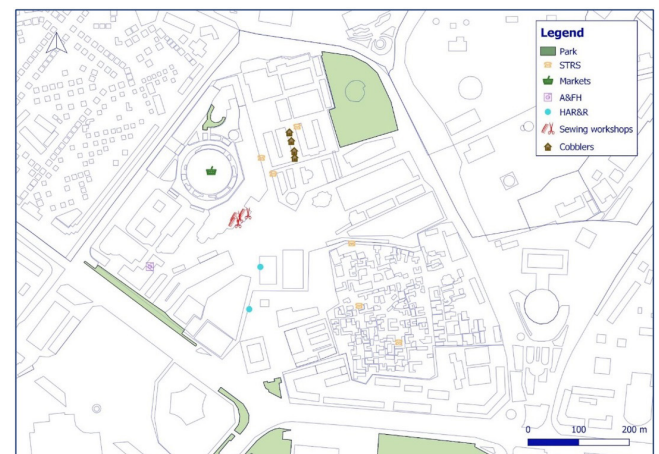 Legend
Park
STRS
Markets
A&FH
HAR&R
Sewing workshops
Cobblers
0 100 200 m